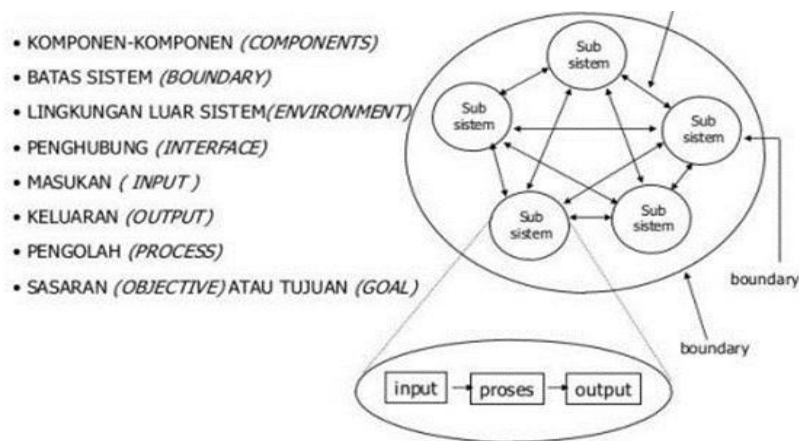 • KOMPONEN-KOMPONEN (COMPONENTS)
• BATAS SISTEM (BOUNDARY)
• LINGKUNGAN LUAR SISTEM(ENVIRONMENT)
• PENGHUBUNG (INTERFACE)
• MASUKAN ( INPUT )
• KELUARAN (OUTPUT)
• PENGOLAH (PROCESS)
• SASARAN (OBJECTIVE) ATAU TUJUAN (GOAL)
Sub
sistem
Sub
sistem
Sub
sistem
Sub
sistem
Sub
sistem
boundary
boundary
input
proses
output